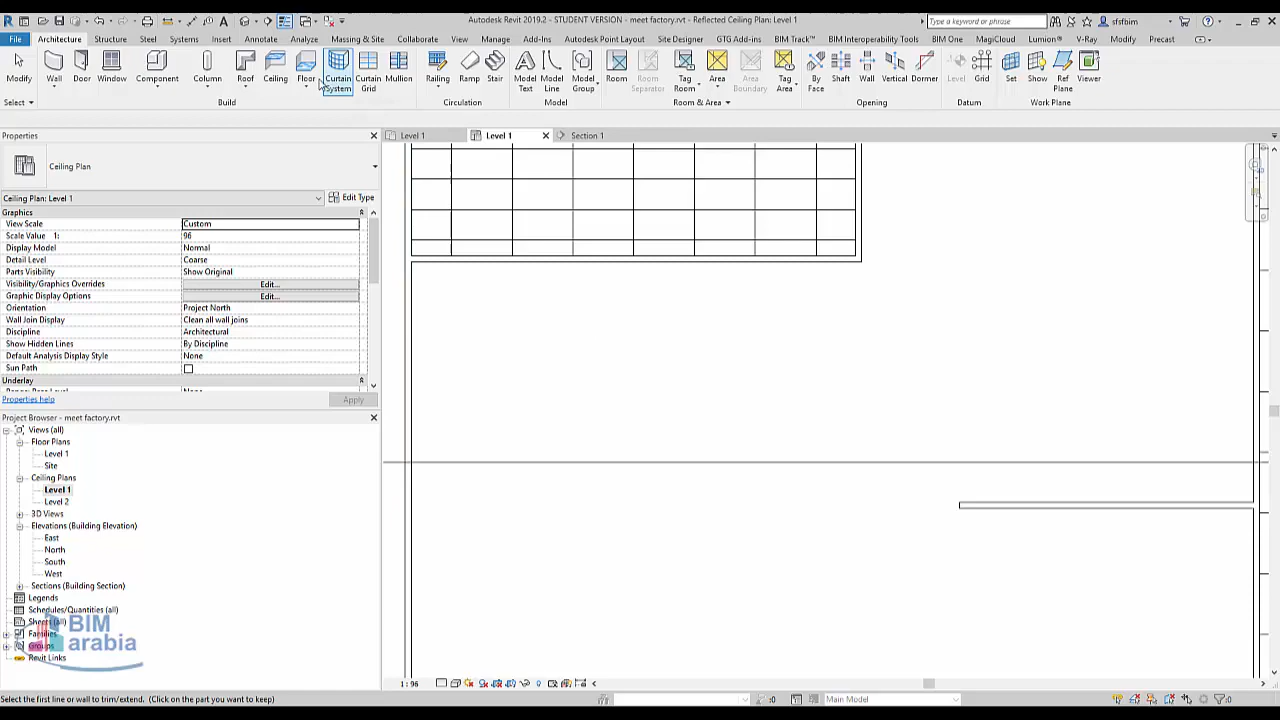 Autodesk Revit 2019.2 - STUDENT VERSION - meet factory.rvt - Reflected Ceiling Plan: Level 1
Type a keyword or phrase
sfsfbim
File Architecture Structure Steel Systems Insert Annotate Analyze Massing & Site Collaborate View Manage Add-Ins Autodesk Point Layout Site Designer GTG Add-ins BIM Track™ BIM Interoperability Tools BIM One MagiCloud Lumion® V-Ray Modify Precast
Modify Wall Door Window Component Column Roof Ceiling Floor Curtain System Curtain Grid Mullion Railing Ramp Stair Model Text Model Line Model Group Room Room Separator Tag Room Area Area Boundary Tag Area By Face Shaft Wall Vertical Dormer Level Grid Set Show Ref Plane Viewer
Select Build Circulation Model Room & Area Opening Datum Work Plane
Properties
Level 1 Level 1 Section 1
Ceiling Plan
Ceiling Plan: Level 1 Edit Type
Graphics
View Scale Custom
Scale Value 1: 96
Display Model Normal
Detail Level Coarse
Parts Visibility Show Original
Visibility/Graphics Overrides Edit...
Graphic Display Options Edit...
Orientation Project North
Wall Join Display Clean all wall joins
Discipline Architectural
Show Hidden Lines By Discipline
Default Analysis Display Style None
Sun Path
Underlay
Properties help Apply
Project Browser - meet factory.rvt
Views (all)
Floor Plans
Level 1
Site
Ceiling Plans
Level 1
Level 2
3D Views
Elevations (Building Elevation)
East
North
South
West
Sections (Building Section)
Legends
Schedules/Quantities (all)
Sheets (all)
Families
Groups
Revit Links
BIM
arabia
1 : 96
Select the first line or wall to trim/extend. (Click on the part you want to keep)
:0
Main Model
:0